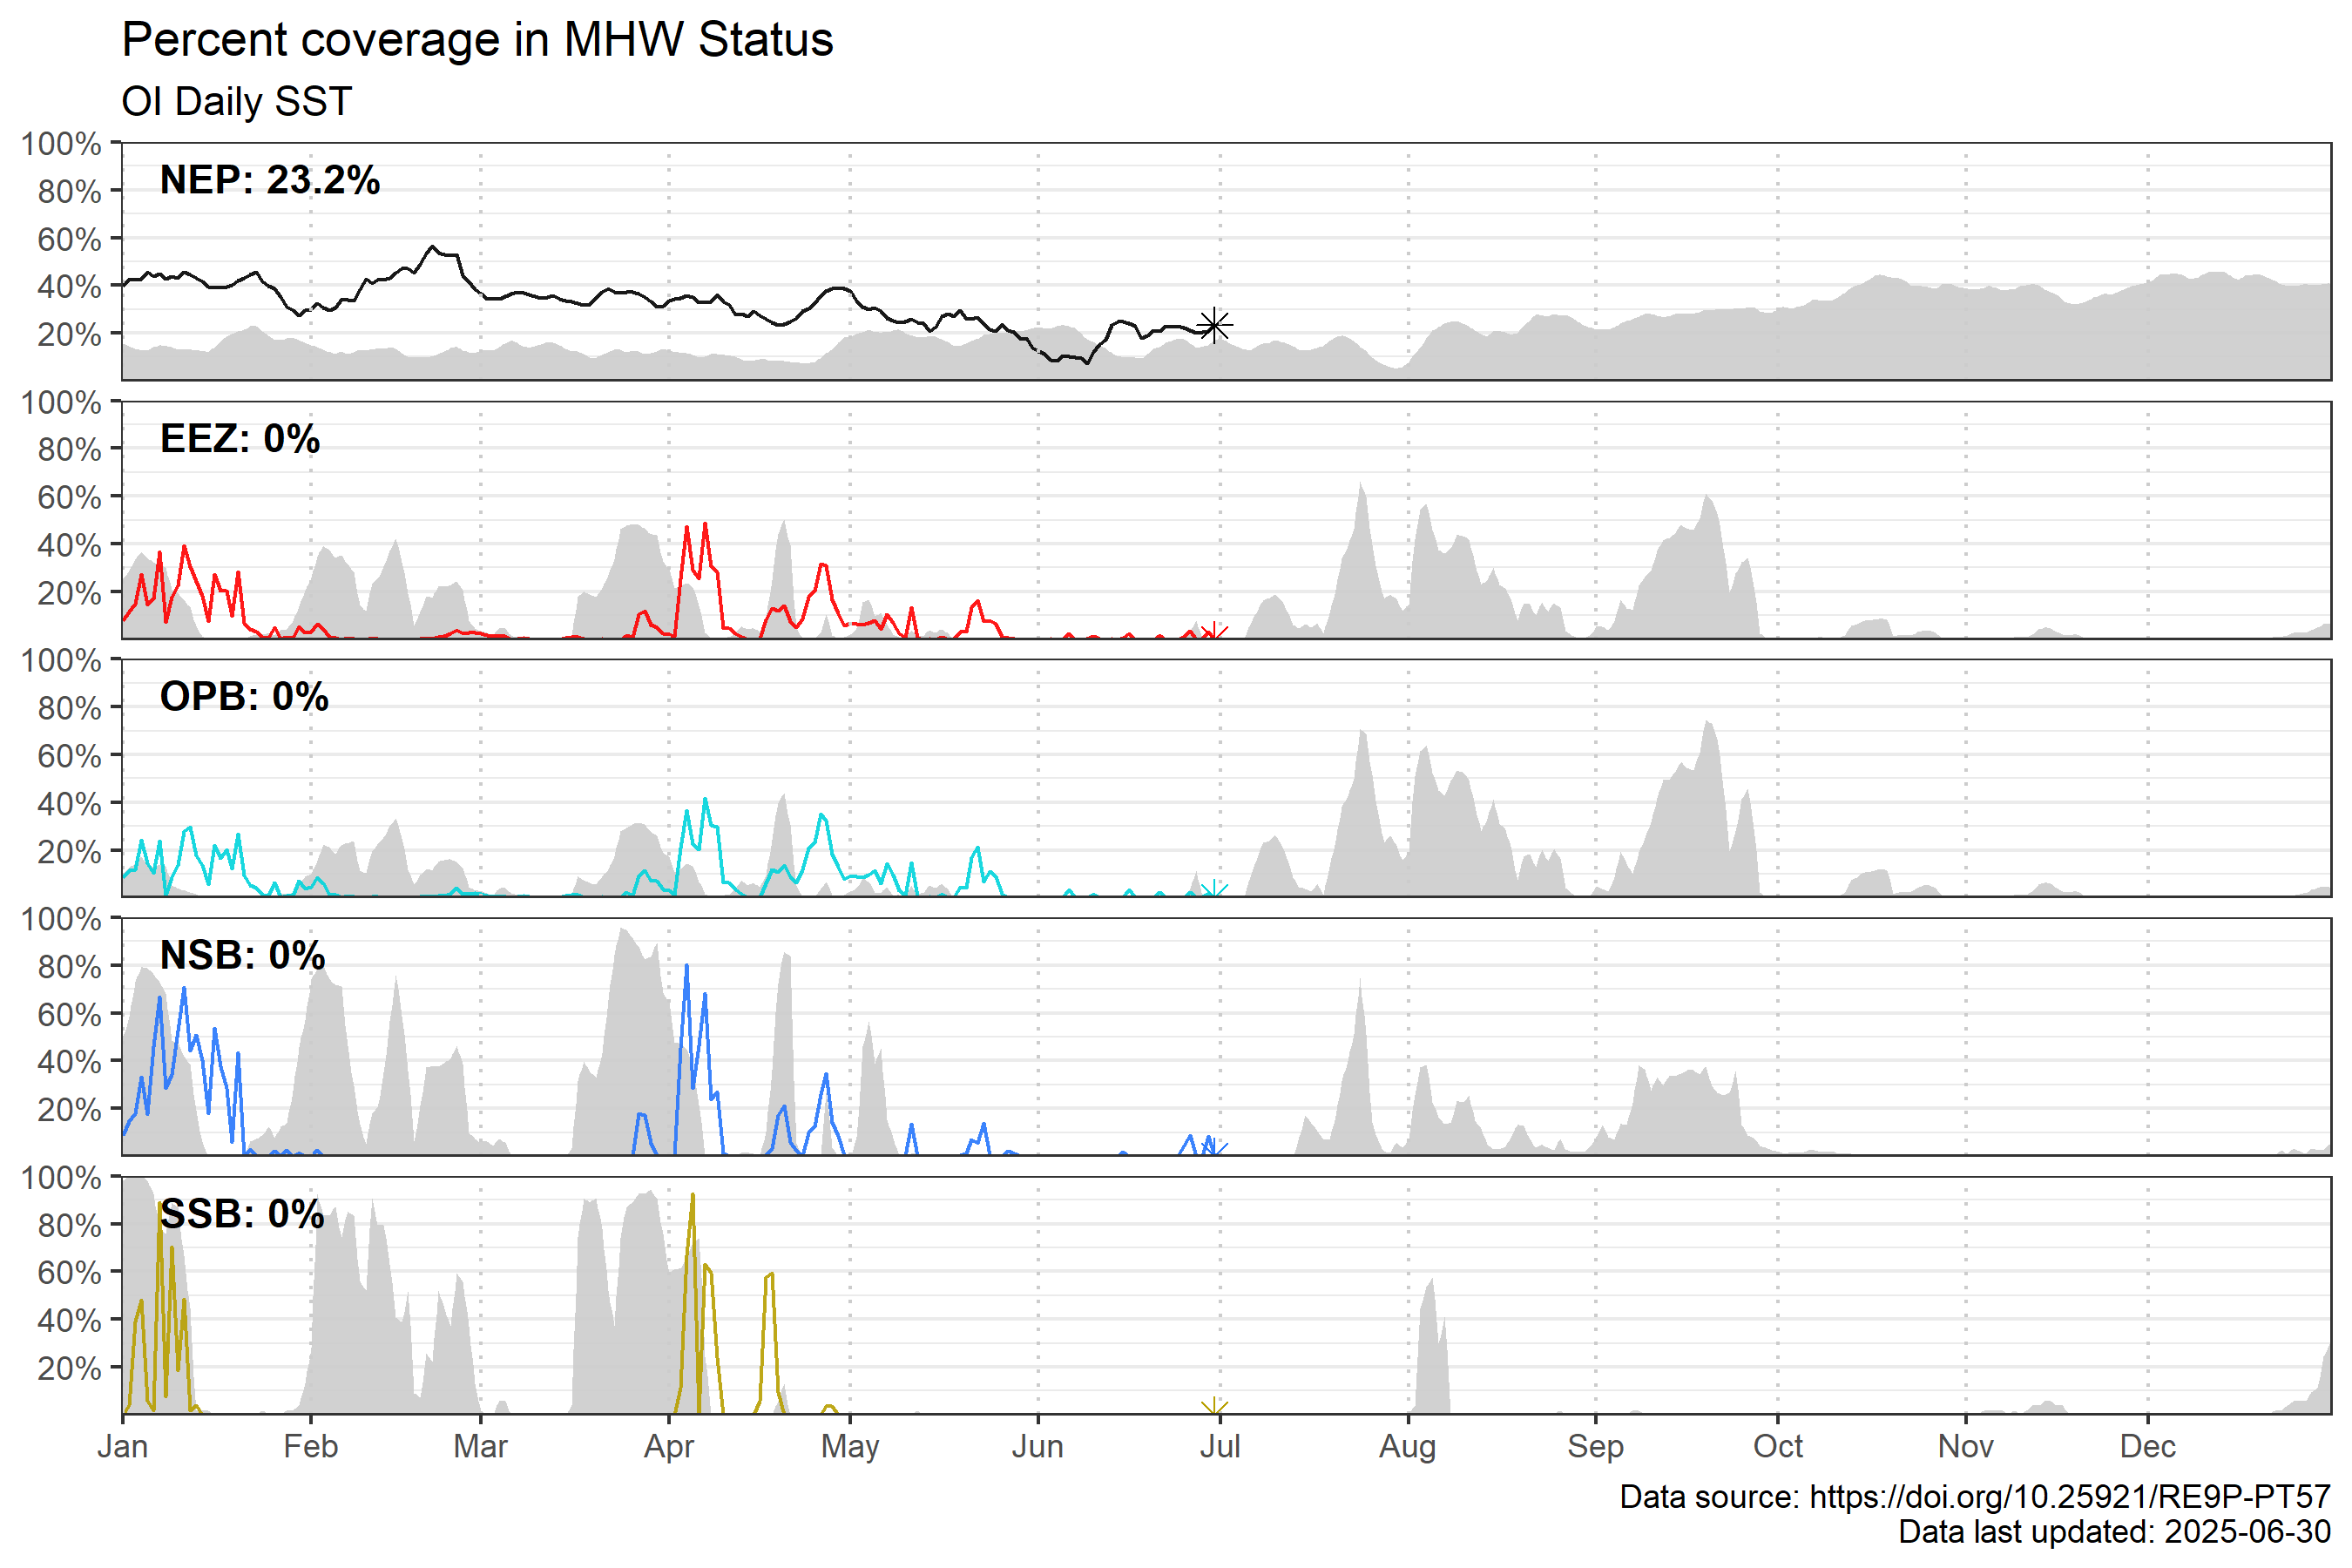 Percent coverage in MHW Status
OI Daily SST
100%
80%
60%
40%
20%
NEP: 23.2%
100%
80%
60%
40%
20%
EEZ: 0%
100%
80%
60%
40%
20%
OPB: 0%
100%
80%
60%
40%
20%
NSB: 0%
100%
80%
60%
40%
20%
SSB: 0%
Jan Feb Mar Apr May Jun Jul Aug Sep Oct Nov Dec
Data source: https://doi.org/10.25921/RE9P-PT57
Data last updated: 2025-06-30